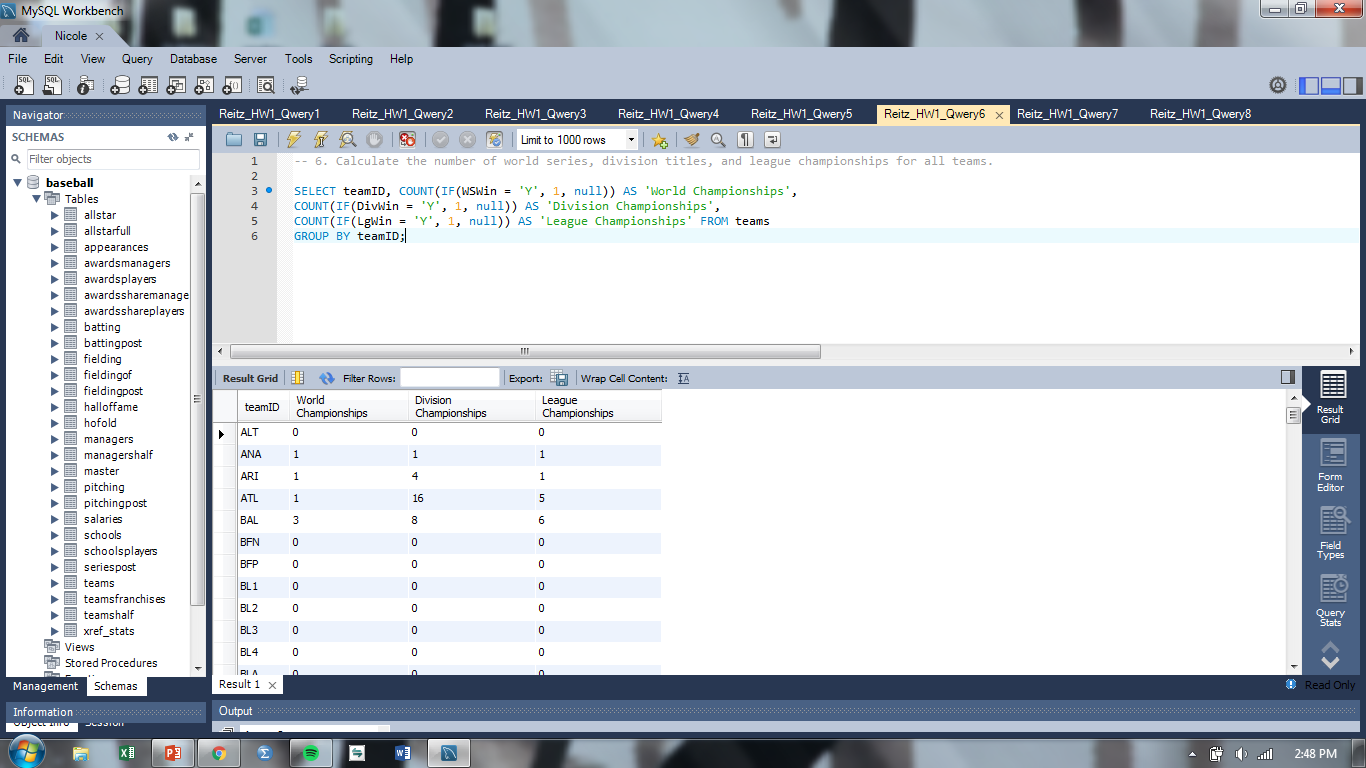 MySQL Workbench
Nicole
File Edit View Query Database Server Tools Scripting Help
Navigator
SCHEMAS
Filter objects
baseball
Tables
allstar
allstarfull
appearances
awardsmanagers
awardsplayers
awardssharemanage
awardsshareplayers
batting
battingpost
fielding
fieldingof
fieldingpost
halloffame
hofold
managers
managershalf
master
pitching
pitchingpost
salaries
schools
schoolsplayers
seriespost
teams
teamsfranchises
teamshalf
xref_stats
Views
Stored Procedures
Management Schemas
Information
Object Info Session
Reitz_HW1_Qwery1 Reitz_HW1_Qwery2 Reitz_HW1_Qwery3 Reitz_HW1_Qwery4 Reitz_HW1_Qwery5 Reitz_HW1_Qwery6 Reitz_HW1_Qwery7 Reitz_HW1_Qwery8
Limit to 1000 rows
1 -- 6. Calculate the number of world series, division titles, and league championships for all teams.
2
3 SELECT teamID, COUNT(IF(WSWin = 'Y', 1, null)) AS 'World Championships',
4 COUNT(IF(DivWin = 'Y', 1, null)) AS 'Division Championships',
5 COUNT(IF(LgWin = 'Y', 1, null)) AS 'League Championships' FROM teams
6 GROUP BY teamID;
Result Grid Filter Rows: Export: Wrap Cell Content:
teamID World Championships Division Championships League Championships
ALT 0 0 0
ANA 1 1 1
ARI 1 4 1
ATL 1 16 5
BAL 3 8 6
BFN 0 0 0
BFP 0 0 0
BL1 0 0 0
BL2 0 0 0
BL3 0 0 0
BL4 0 0 0
BLA 0 0 0
Result Grid
Form Editor
Field Types
Query Stats
Result 1
Read Only
Output
2:48 PM